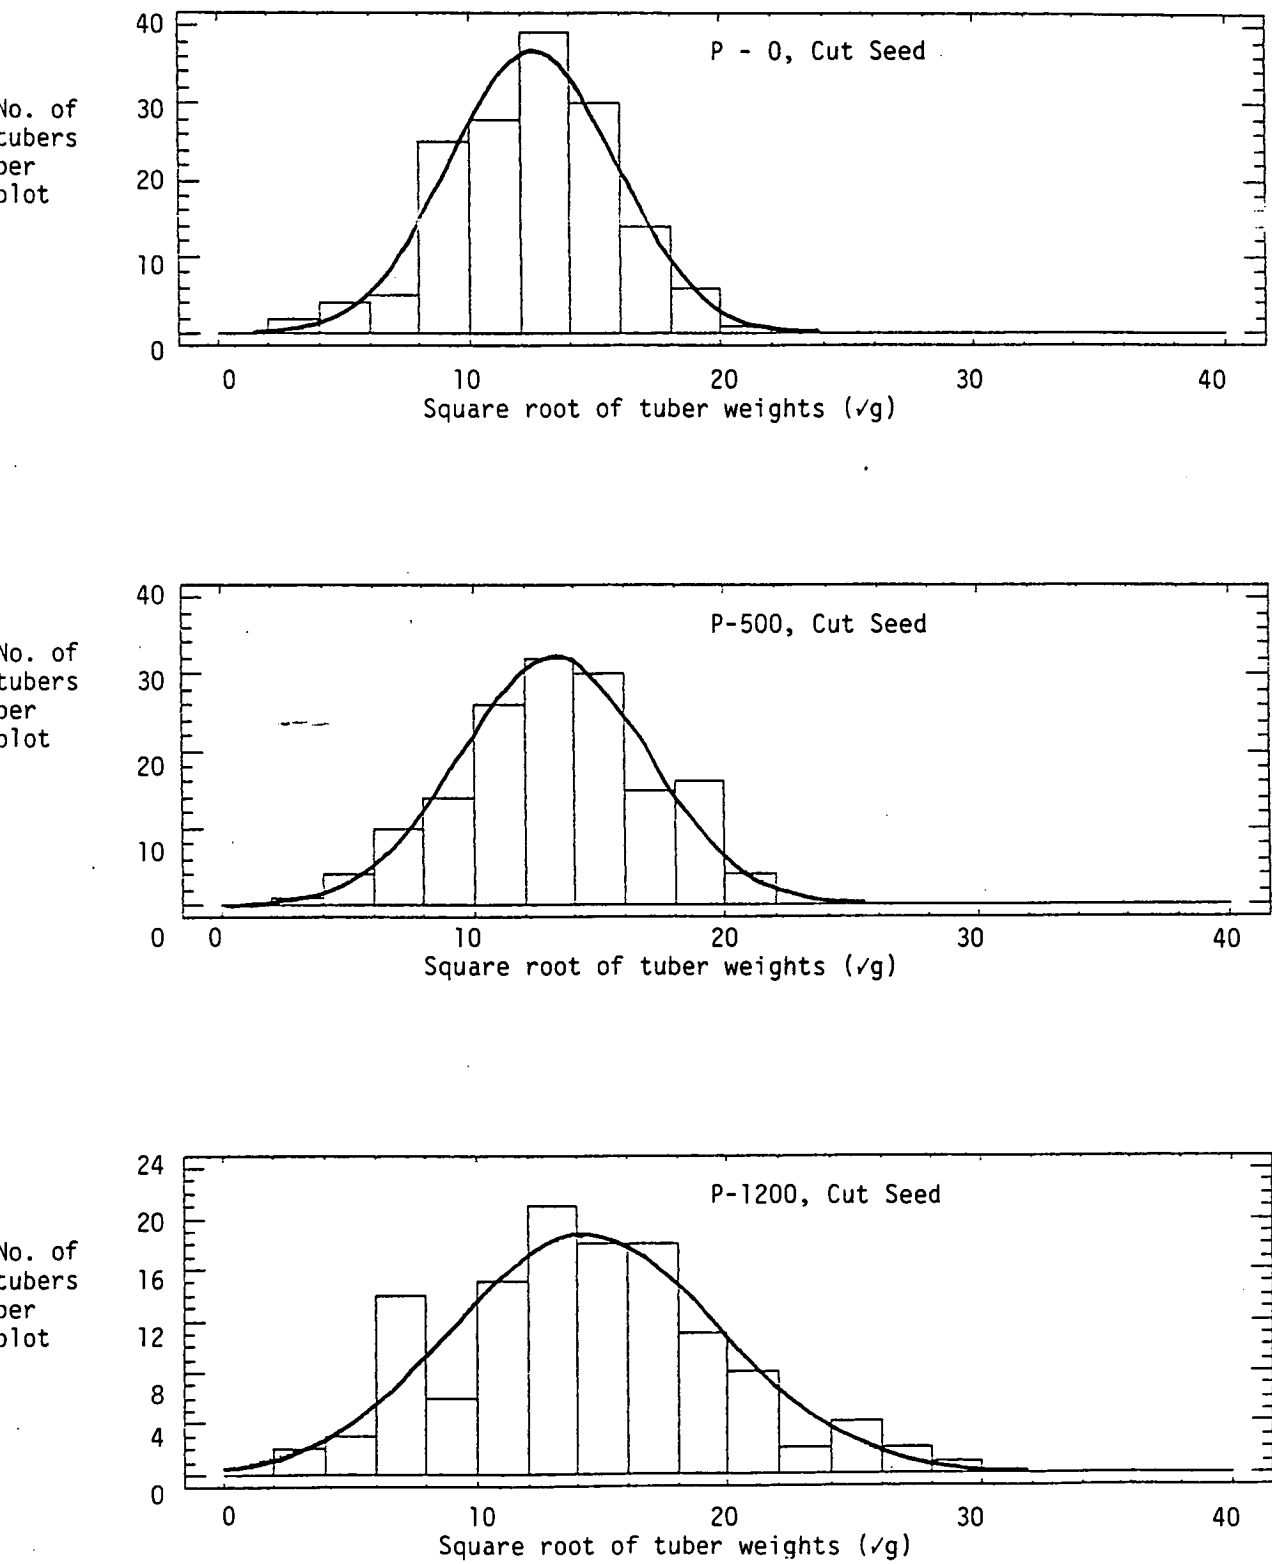 40
P - 0, Cut Seed
No. of
30
tubers
per
20
plot
10
0
0 10 20 30 40
Square root of tuber weights (√g)
40
P-500, Cut Seed
No. of
30
tubers
per
plot
20
10
0 0 10 20 30 40
Square root of tuber weights (√g)
24
P-1200, Cut Seed
20
No. of
tubers
16
per
12
plot
8
4
0
0 10 20 30 40
Square root of tuber weights (√g)